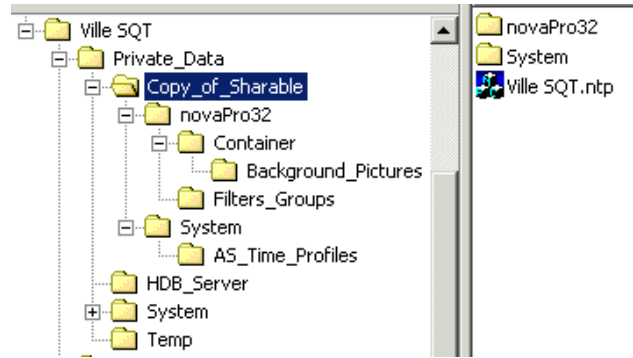 Ville SQT
Private_Data
Copy_of_Sharable
novaPro32
Container
Background_Pictures
Filters_Groups
System
AS_Time_Profiles
HDB_Server
System
Temp
novaPro32
System
Ville SQT.ntp